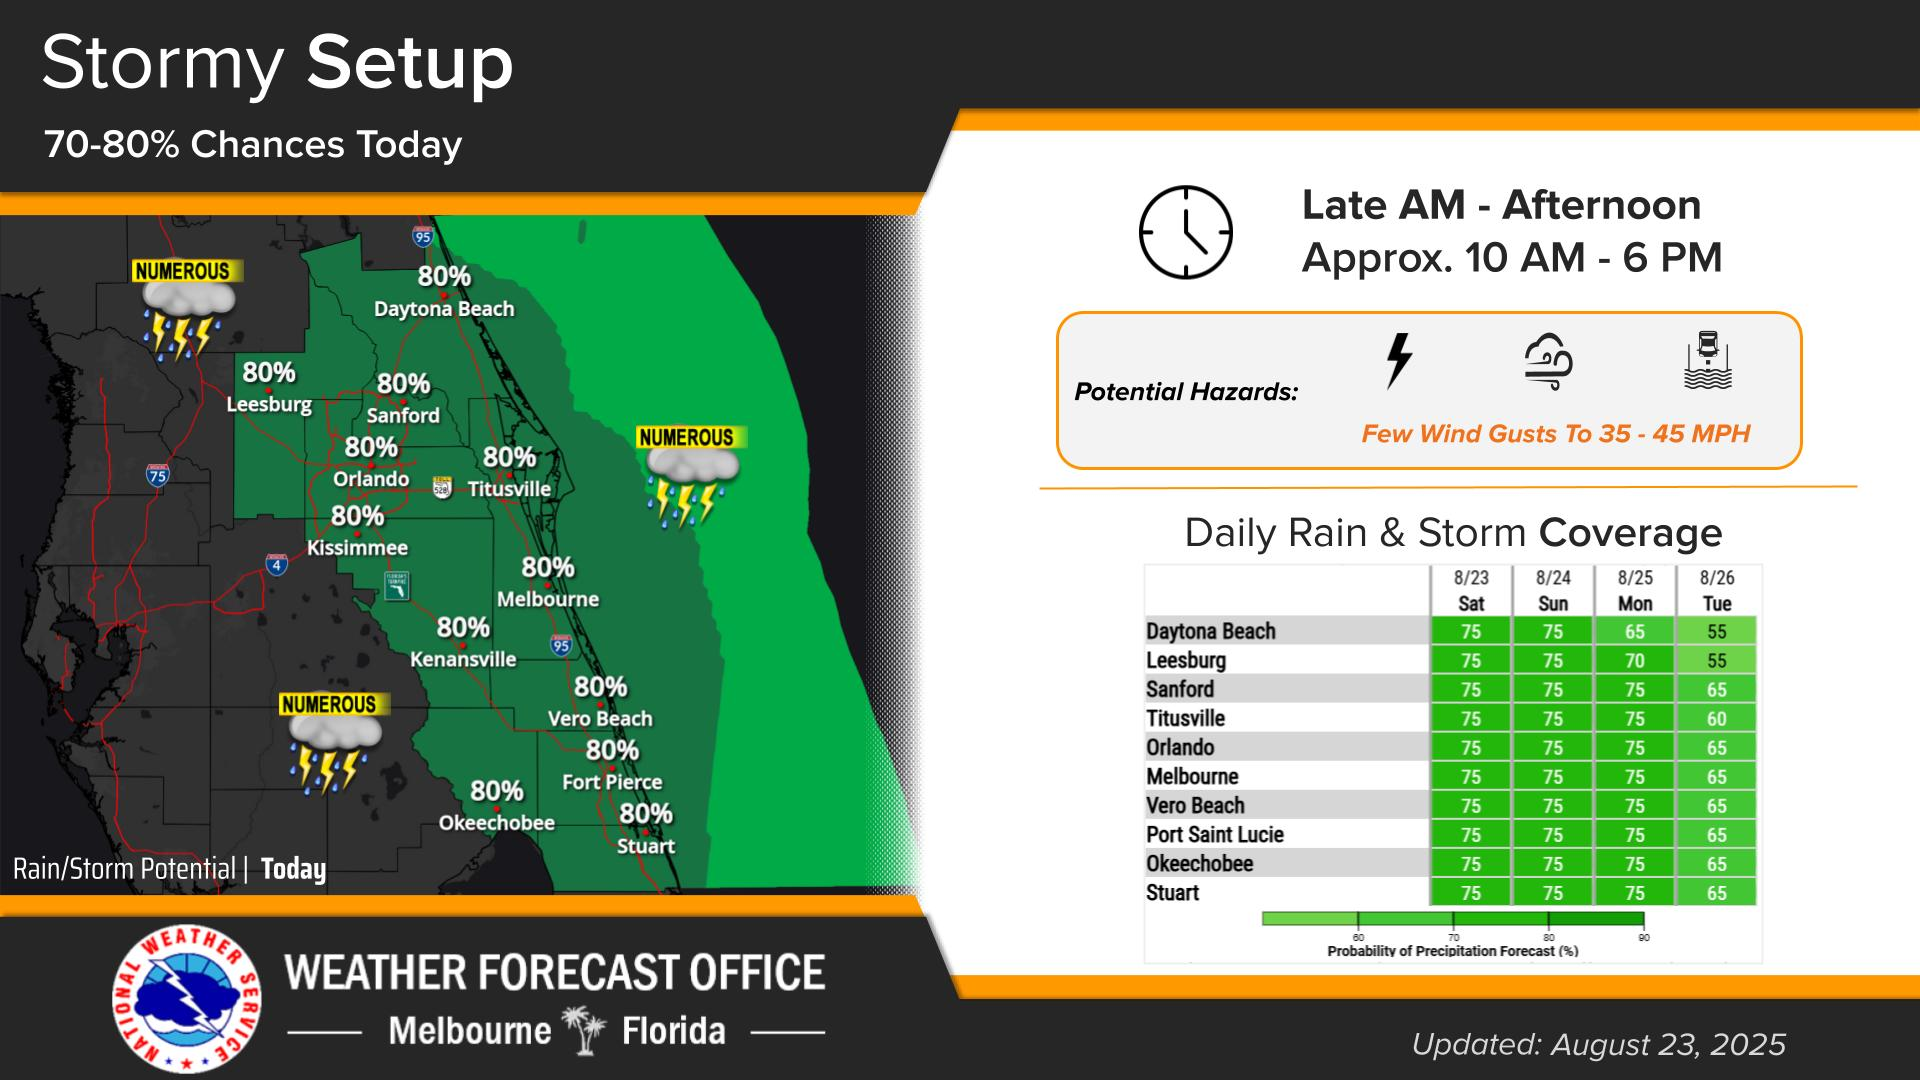 Stormy Setup
70-80% Chances Today
95
NUMEROUS
80%
Daytona Beach
80%
Leesburg
80%
Sanford
80%
Orlando
80%
Titusville
NUMEROUS
75
528
80%
Kissimmee
4
FLORIDA'S
TURNPIKE
80%
Melbourne
80%
Kenansville
95
NUMEROUS
80%
Vero Beach
80%
Fort Pierce
80%
Okeechobee
80%
Stuart
Rain/Storm Potential | Today
Late AM - Afternoon
Approx. 10 AM - 6 PM
Potential Hazards:
Few Wind Gusts To 35 - 45 MPH
Daily Rain & Storm Coverage
8/23 8/24 8/25 8/26
Sat Sun Mon Tue
Daytona Beach 75 75 65 55
Leesburg 75 75 70 55
Sanford 75 75 75 65
Titusville 75 75 75 60
Orlando 75 75 75 65
Melbourne 75 75 75 65
Vero Beach 75 75 75 65
Port Saint Lucie 75 75 75 65
Okeechobee 75 75 75 65
Stuart 75 75 75 65
60 70 80 90
Probability of Precipitation Forecast (%)
NATIONAL WEATHER SERVICE
WEATHER FORECAST OFFICE
Melbourne Florida
Updated: August 23, 2025